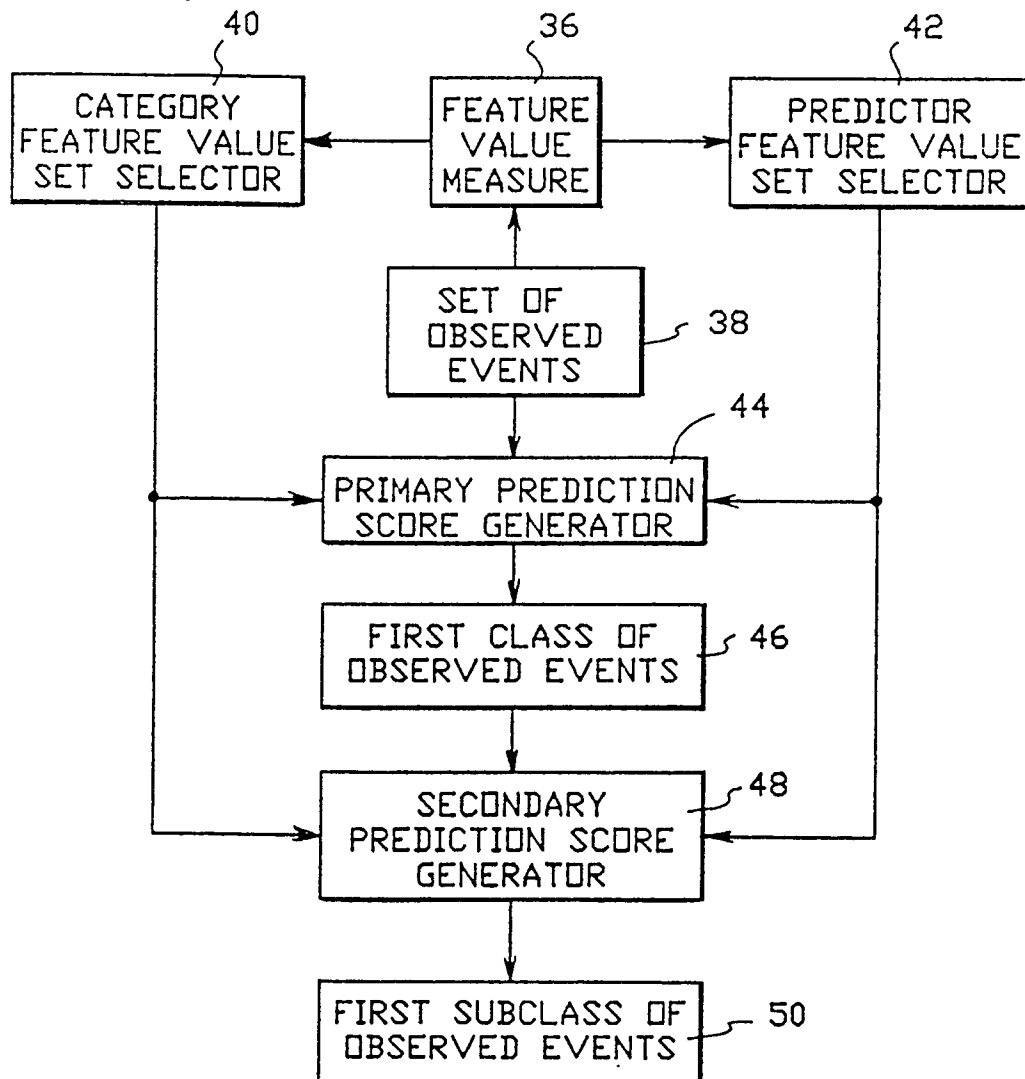 40
36
42
CATEGORY
FEATURE VALUE
SET SELECTOR
FEATURE
VALUE
MEASURE
PREDICTOR
FEATURE VALUE
SET SELECTOR
SET OF
OBSERVED
EVENTS
38
44
PRIMARY PREDICTION
SCORE GENERATOR
FIRST CLASS OF
OBSERVED EVENTS
46
SECONDARY
PREDICTION SCORE
GENERATOR
48
FIRST SUBCLASS OF
OBSERVED EVENTS
50